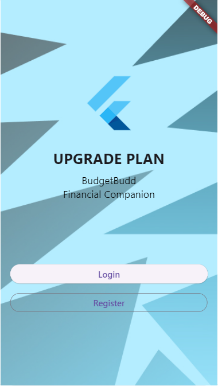 DEBUG
UPGRADE PLAN
BudgetBudd
Financial Companion
Login
Register